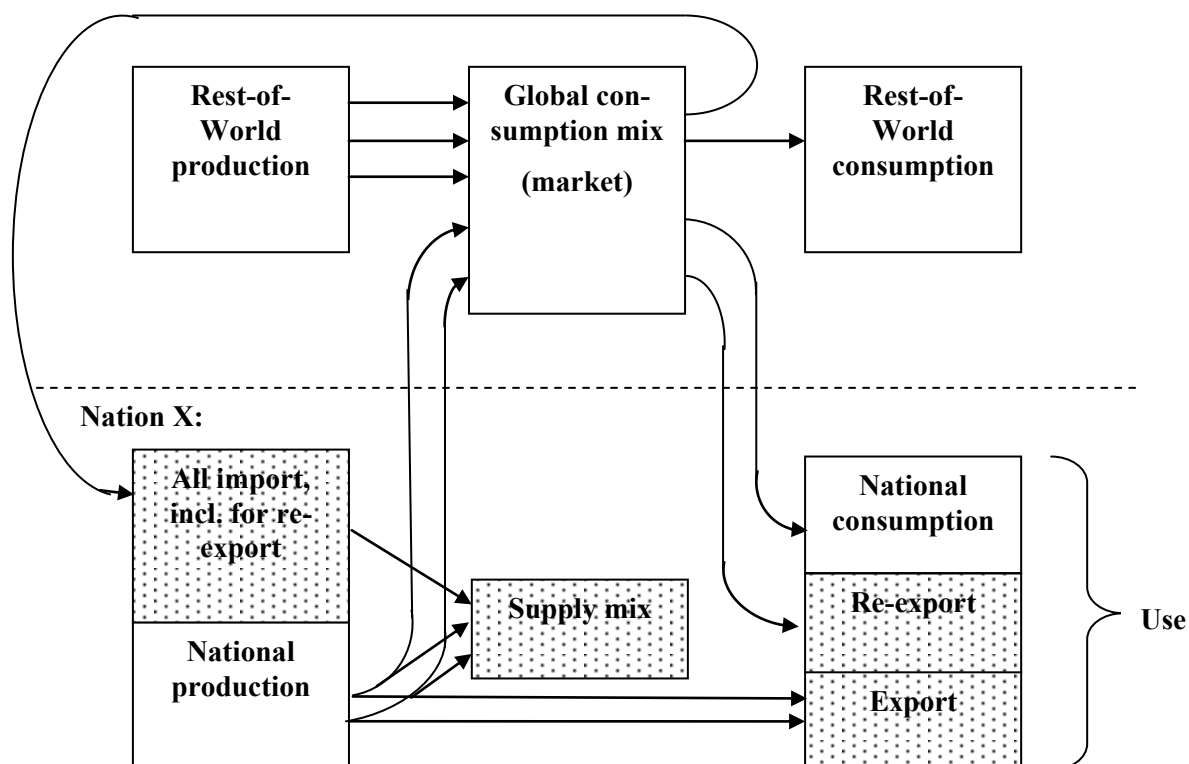 Rest-of-
World
production
Global con-
sumption mix
(market)
Rest-of-
World
consumption
Nation X:
All import,
incl. for re-
export
National
production
Supply mix
National
consumption
Re-export
Export
Use